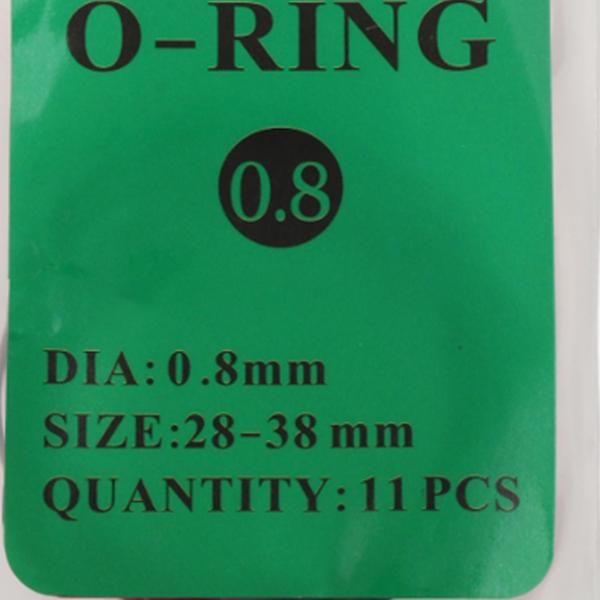 O-RING
0.8
DIA: 0.8mm
SIZE:28-38 mm
QUANTITY: 11 PCS